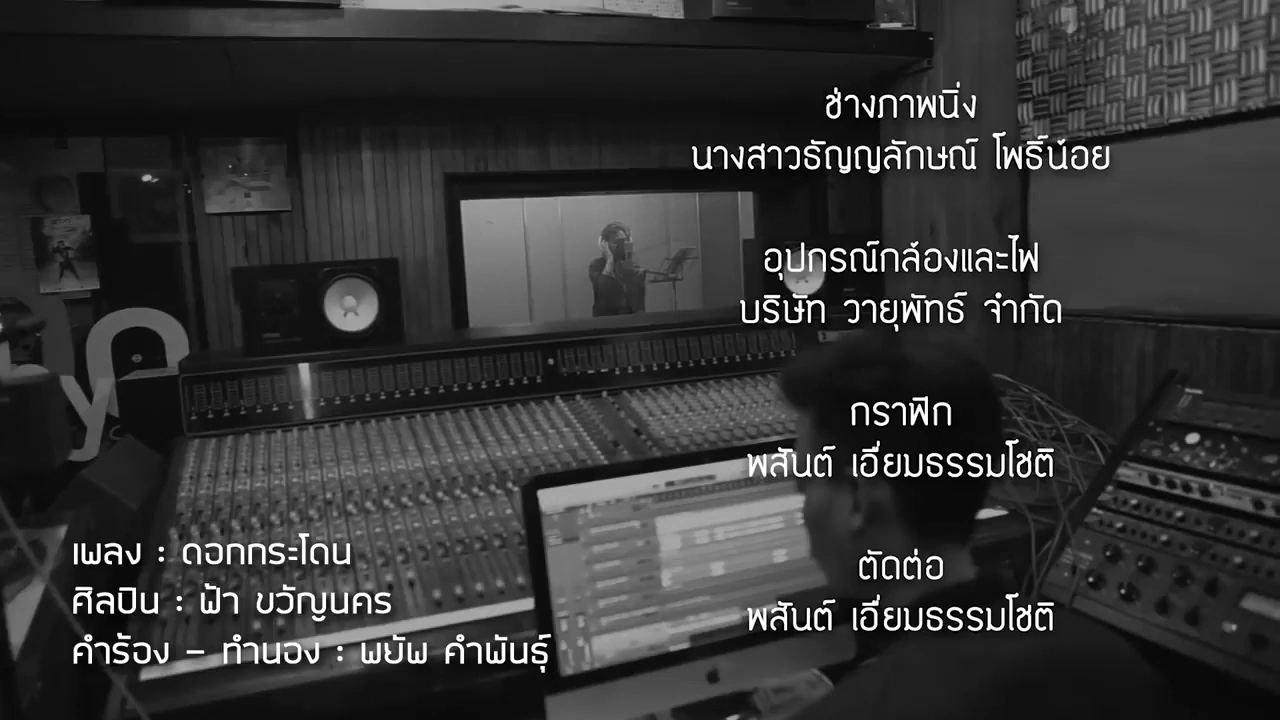 ช่างภาพนิ่ง
นางสาวธัญญลักษณ์ โพธิ์น้อย
อุปกรณ์กล้องและไฟ
บริษัท วายุพัทธ์ จำกัด
กราฟิก
พสันต์ เอี่ยมธรรมโชติ
ตัดต่อ
พสันต์ เอี่ยมธรรมโชติ
เพลง : ดอกกระโดน
ศิลปิน : ฟ้า ขวัญนคร
คำร้อง – ทำนอง : พยัพ คำพันธุ์